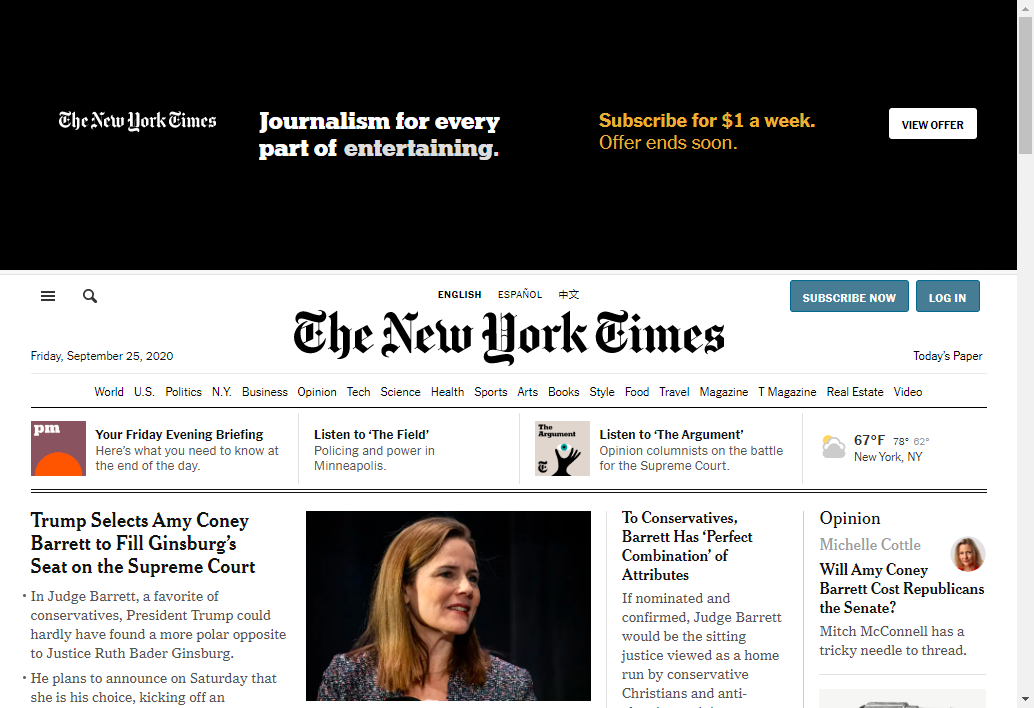 The New York Times
Journalism for every
part of entertaining.
Subscribe for $1 a week.
Offer ends soon.
VIEW OFFER
ENGLISH ESPAÑOL 中文
SUBSCRIBE NOW LOG IN
The New York Times
Friday, September 25, 2020
Today's Paper
World U.S. Politics N.Y. Business Opinion Tech Science Health Sports Arts Books Style Food Travel Magazine T Magazine Real Estate Video
pm
Your Friday Evening Briefing
Here's what you need to know at
the end of the day.
Listen to ‘The Field’
Policing and power in
Minneapolis.
The
Argument
Listen to ‘The Argument’
Opinion columnists on the battle
for the Supreme Court.
67°F 78° 62°
New York, NY
Trump Selects Amy Coney
Barrett to Fill Ginsburg's
Seat on the Supreme Court
• In Judge Barrett, a favorite of
conservatives, President Trump could
hardly have found a more polar opposite
to Justice Ruth Bader Ginsburg.
• He plans to announce on Saturday that
she is his choice, kicking off an
To Conservatives,
Barrett Has ‘Perfect
Combination’ of
Attributes
If nominated and
confirmed, Judge Barrett
would be the sitting
justice viewed as a home
run by conservative
Christians and anti-
Opinion
Michelle Cottle
Will Amy Coney
Barrett Cost Republicans
the Senate?
Mitch McConnell has a
tricky needle to thread.